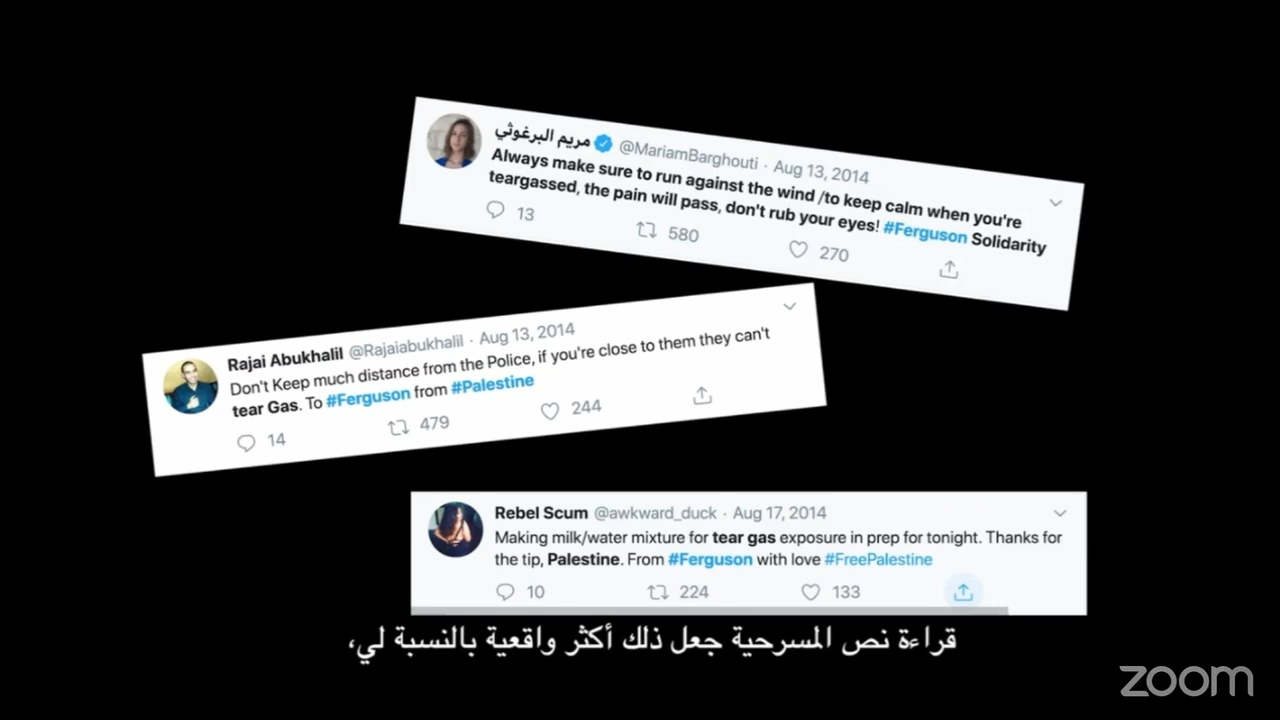 مريم البرغوثي @MariamBarghouti · Aug 13, 2014
Always make sure to run against the wind /to keep calm when you're
teargassed, the pain will pass, don't rub your eyes! #Ferguson Solidarity
13 580 270
Rajai Abukhalil @Rajaiabukhalil · Aug 13, 2014
Don't Keep much distance from the Police, if you're close to them they can't
tear Gas. To #Ferguson from #Palestine
14 479 244
Rebel Scum @awkward_duck · Aug 17, 2014
Making milk/water mixture for tear gas exposure in prep for tonight. Thanks for
the tip, Palestine. From #Ferguson with love #FreePalestine
10 224 133
قراءة نص المسرحية جعل ذلك أكثر واقعية بالنسبة لي،
zoom